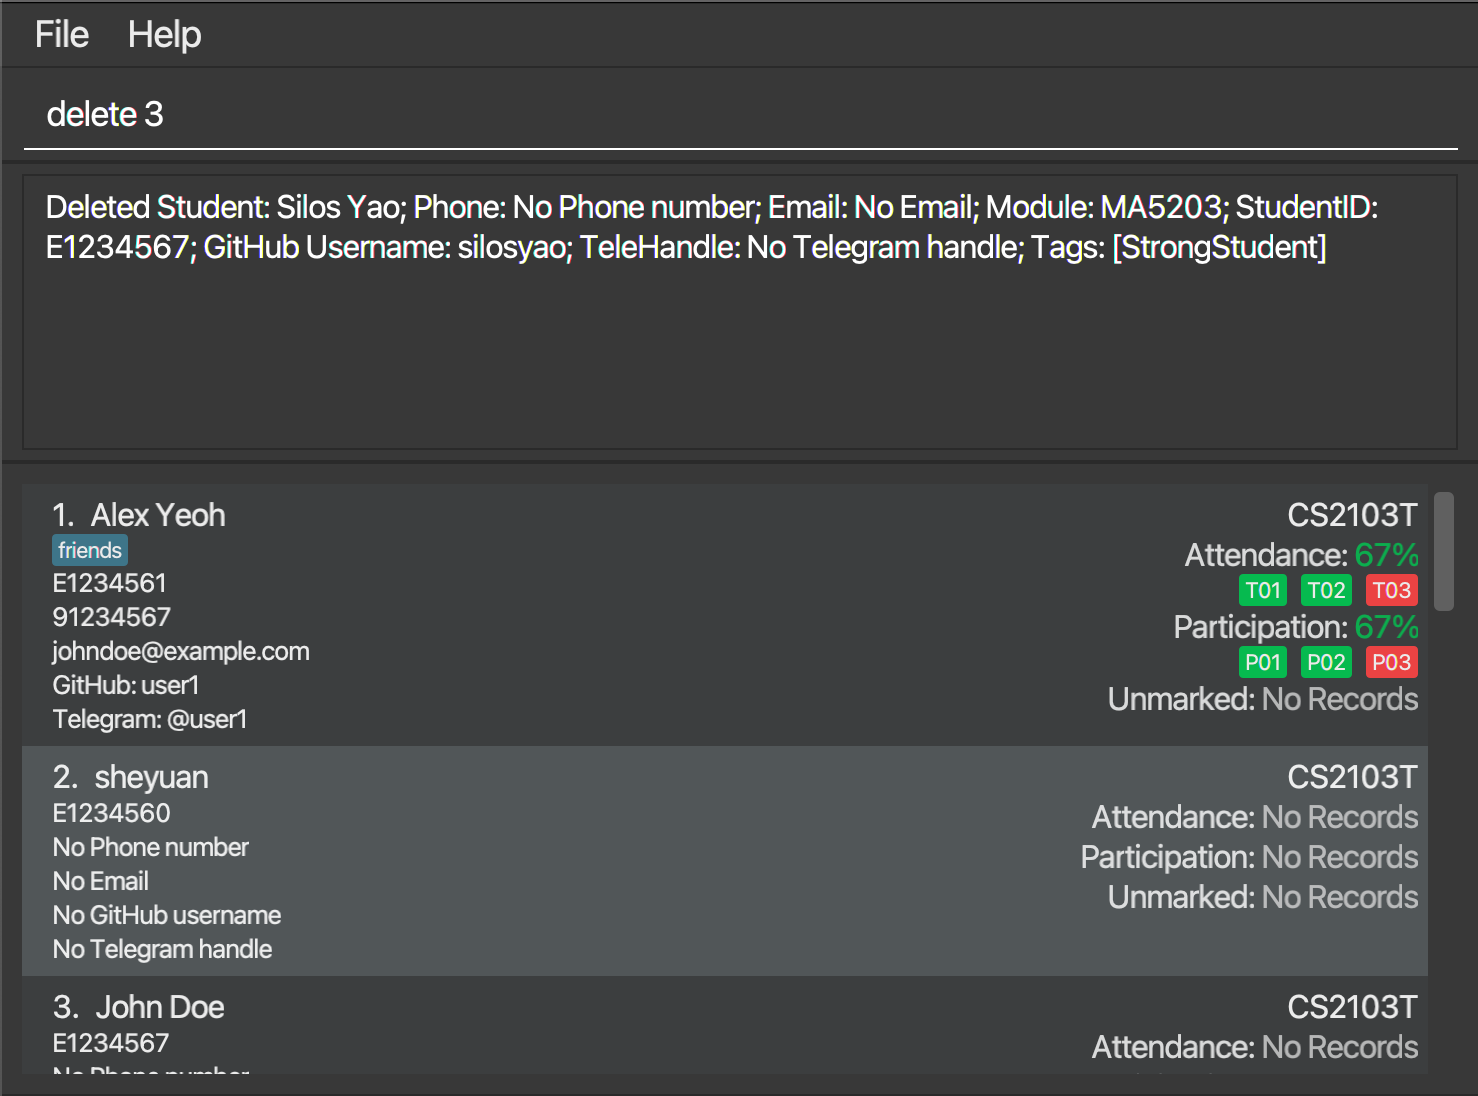 File Help
delete 3
Deleted Student: Silos Yao; Phone: No Phone number; Email: No Email; Module: MA5203; StudentID:
E1234567; GitHub Username: silosyao; TeleHandle: No Telegram handle; Tags: [StrongStudent]
1. Alex Yeoh
friends
E1234561
91234567
johndoe@example.com
GitHub: user1
Telegram: @user1
CS2103T
Attendance: 67%
T01 T02 T03
Participation: 67%
P01 P02 P03
Unmarked: No Records
2. sheyuan
E1234560
No Phone number
No Email
No GitHub username
No Telegram handle
CS2103T
Attendance: No Records
Participation: No Records
Unmarked: No Records
3. John Doe
E1234567
No Phone number
CS2103T
Attendance: No Records